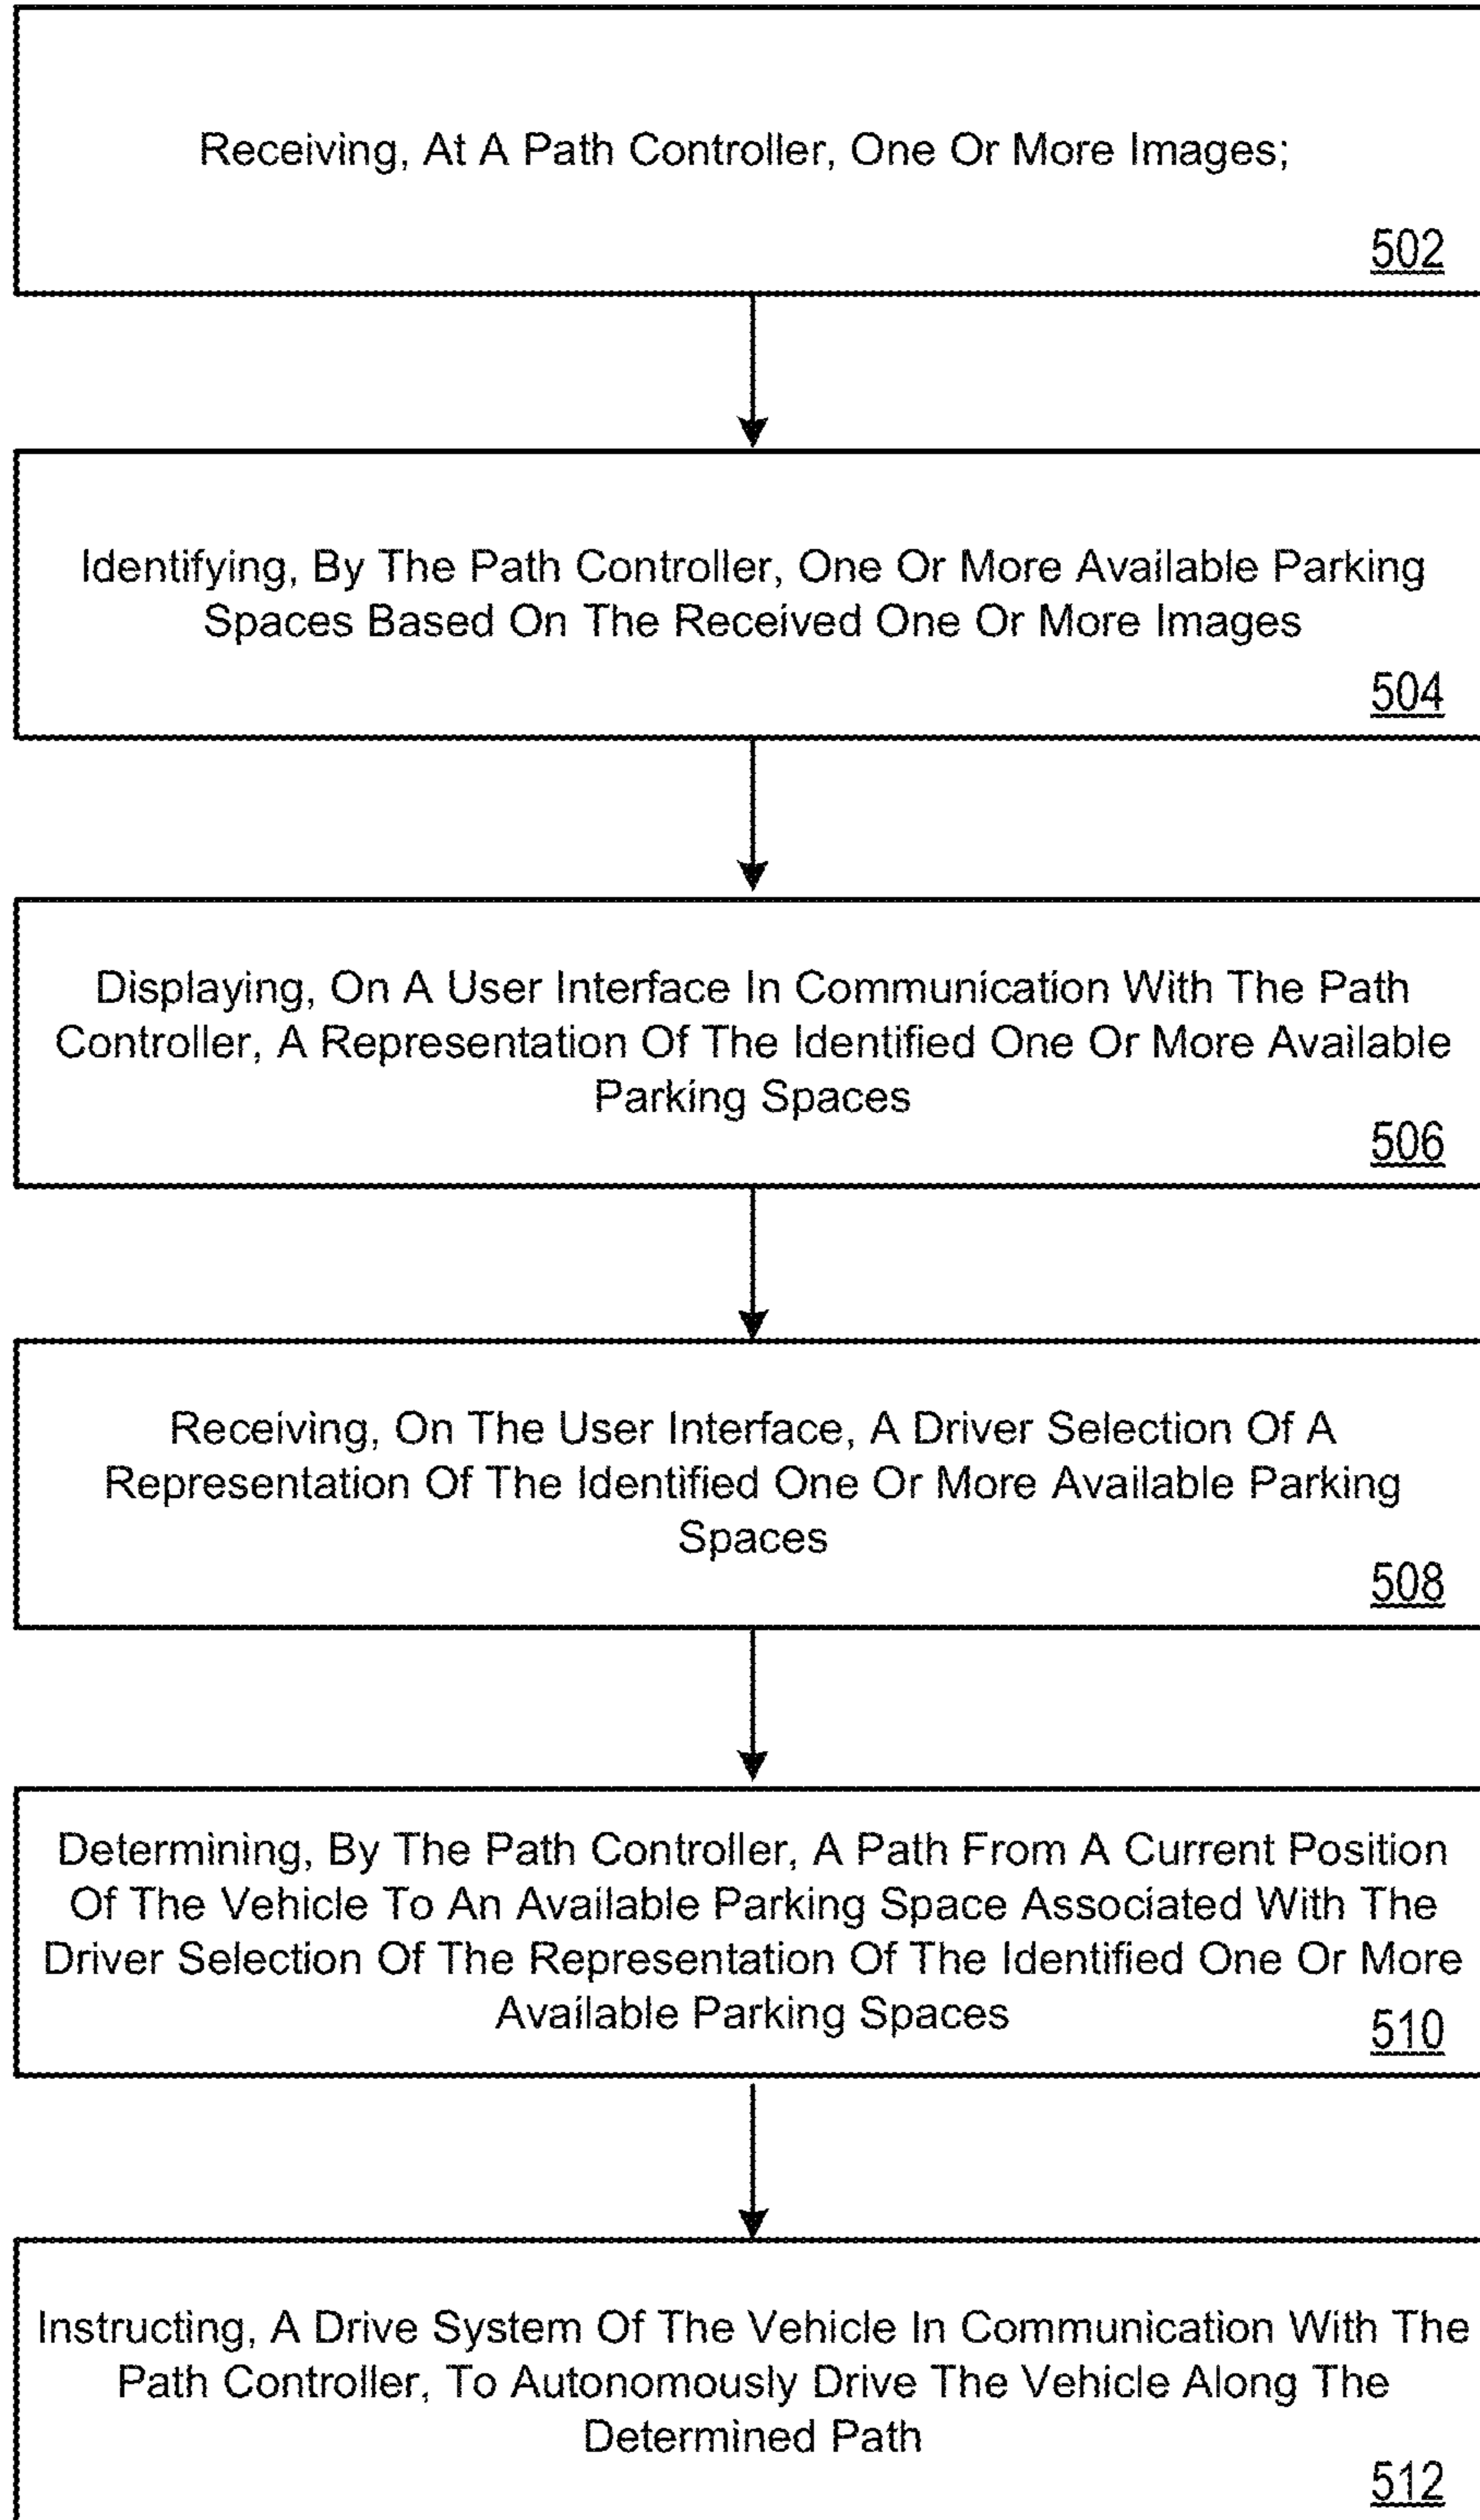 Receiving, At A Path Controller, One Or More Images;
502
Identifying, By The Path Controller, One Or More Available Parking
Spaces Based On The Received One Or More Images
504
Displaying, On A User Interface In Communication With The Path
Controller, A Representation Of The Identified One Or More Available
Parking Spaces
506
Receiving, On The User Interface, A Driver Selection Of A
Representation Of The Identified One Or More Available Parking
Spaces
508
Determining, By The Path Controller, A Path From A Current Position
Of The Vehicle To An Available Parking Space Associated With The
Driver Selection Of The Representation Of The Identified One Or More
Available Parking Spaces
510
Instructing, A Drive System Of The Vehicle In Communication With The
Path Controller, To Autonomously Drive The Vehicle Along The
Determined Path
512